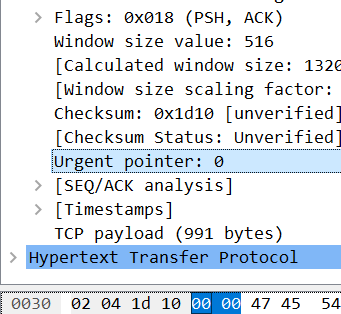 Flags: 0x018 (PSH, ACK)
Window size value: 516
[Calculated window size: 1320
[Window size scaling factor:
Checksum: 0x1d10 [unverified]
[Checksum Status: Unverified]
Urgent pointer: 0
[SEQ/ACK analysis]
[Timestamps]
TCP payload (991 bytes)
Hypertext Transfer Protocol
0030 02 04 1d 10 00 00 47 45 54